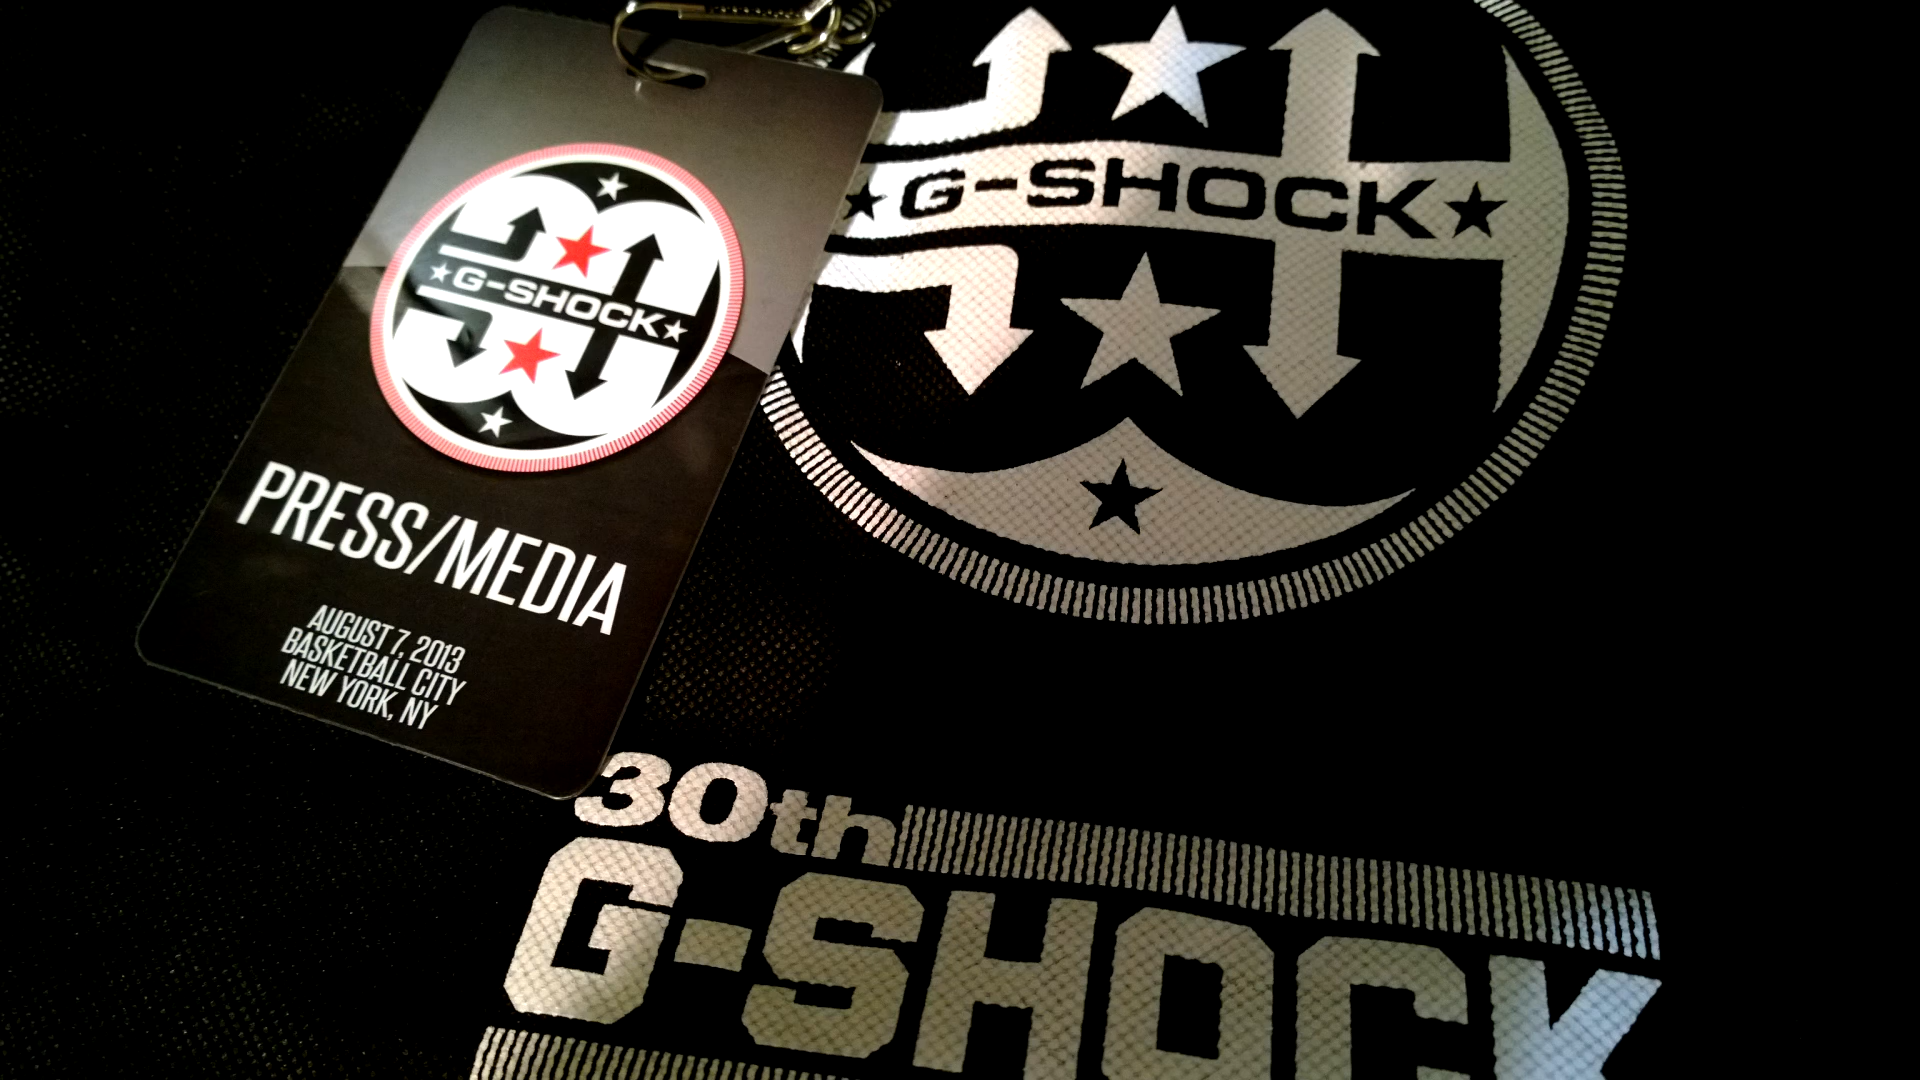 G-SHOCK
PRESS/MEDIA
AUGUST 7, 2013
BASKETBALL CITY
NEW YORK, NY
G-SHOCK
30th
G-SHOCK